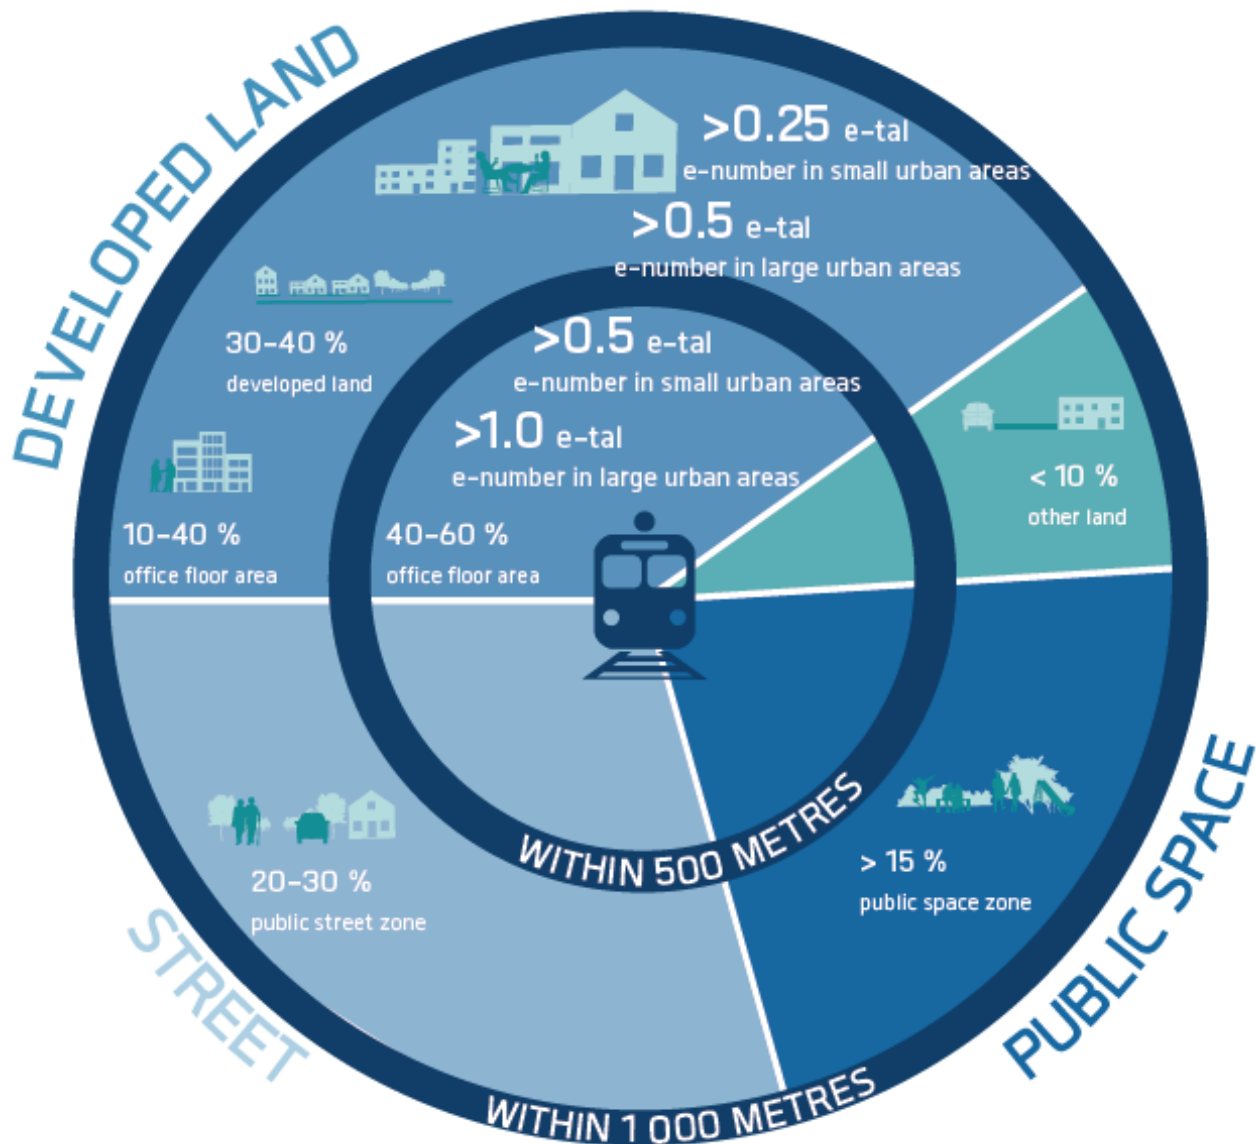 DEVELOPED LAND
>0.25 e-tal
e-number in small urban areas
>0.5 e-tal
e-number in large urban areas
30-40 %
developed land
>0.5 e-tal
e-number in small urban areas
>1.0 e-tal
e-number in large urban areas
10-40 %
office floor area
40-60 %
office floor area
< 10 %
other land
20-30 %
public street zone
> 15 %
public space zone
WITHIN 500 METRES
STREET
PUBLIC SPACE
WITHIN 1 000 METRES